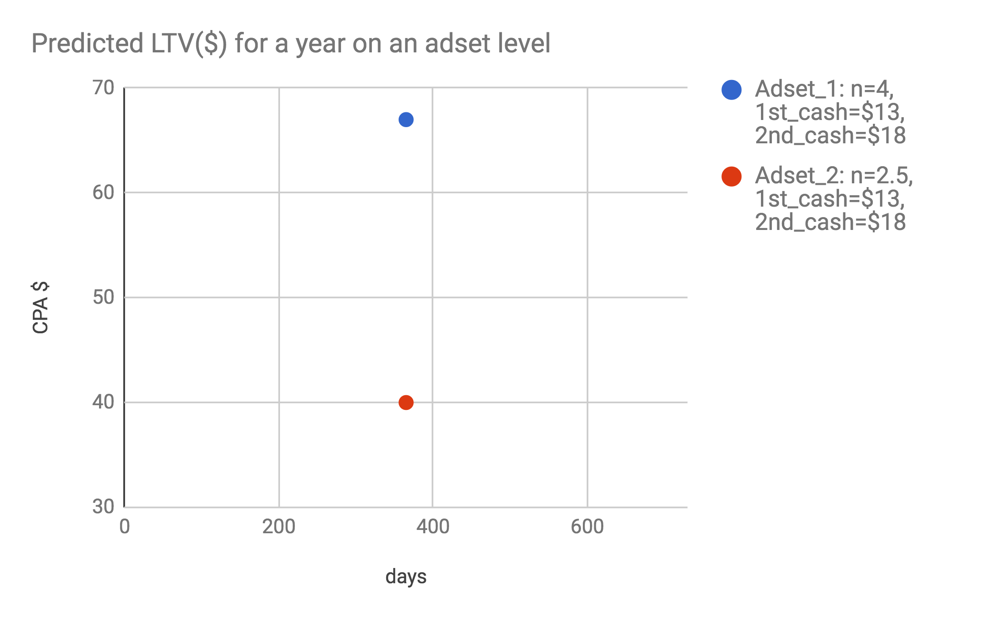 Predicted LTV($) for a year on an adset level
70
60
50
40
30
CPA $
0
200
400
600
days
Adset_1: n=4,
1st_cash=$13,
2nd_cash=$18
Adset_2: n=2.5,
1st_cash=$13,
2nd_cash=$18